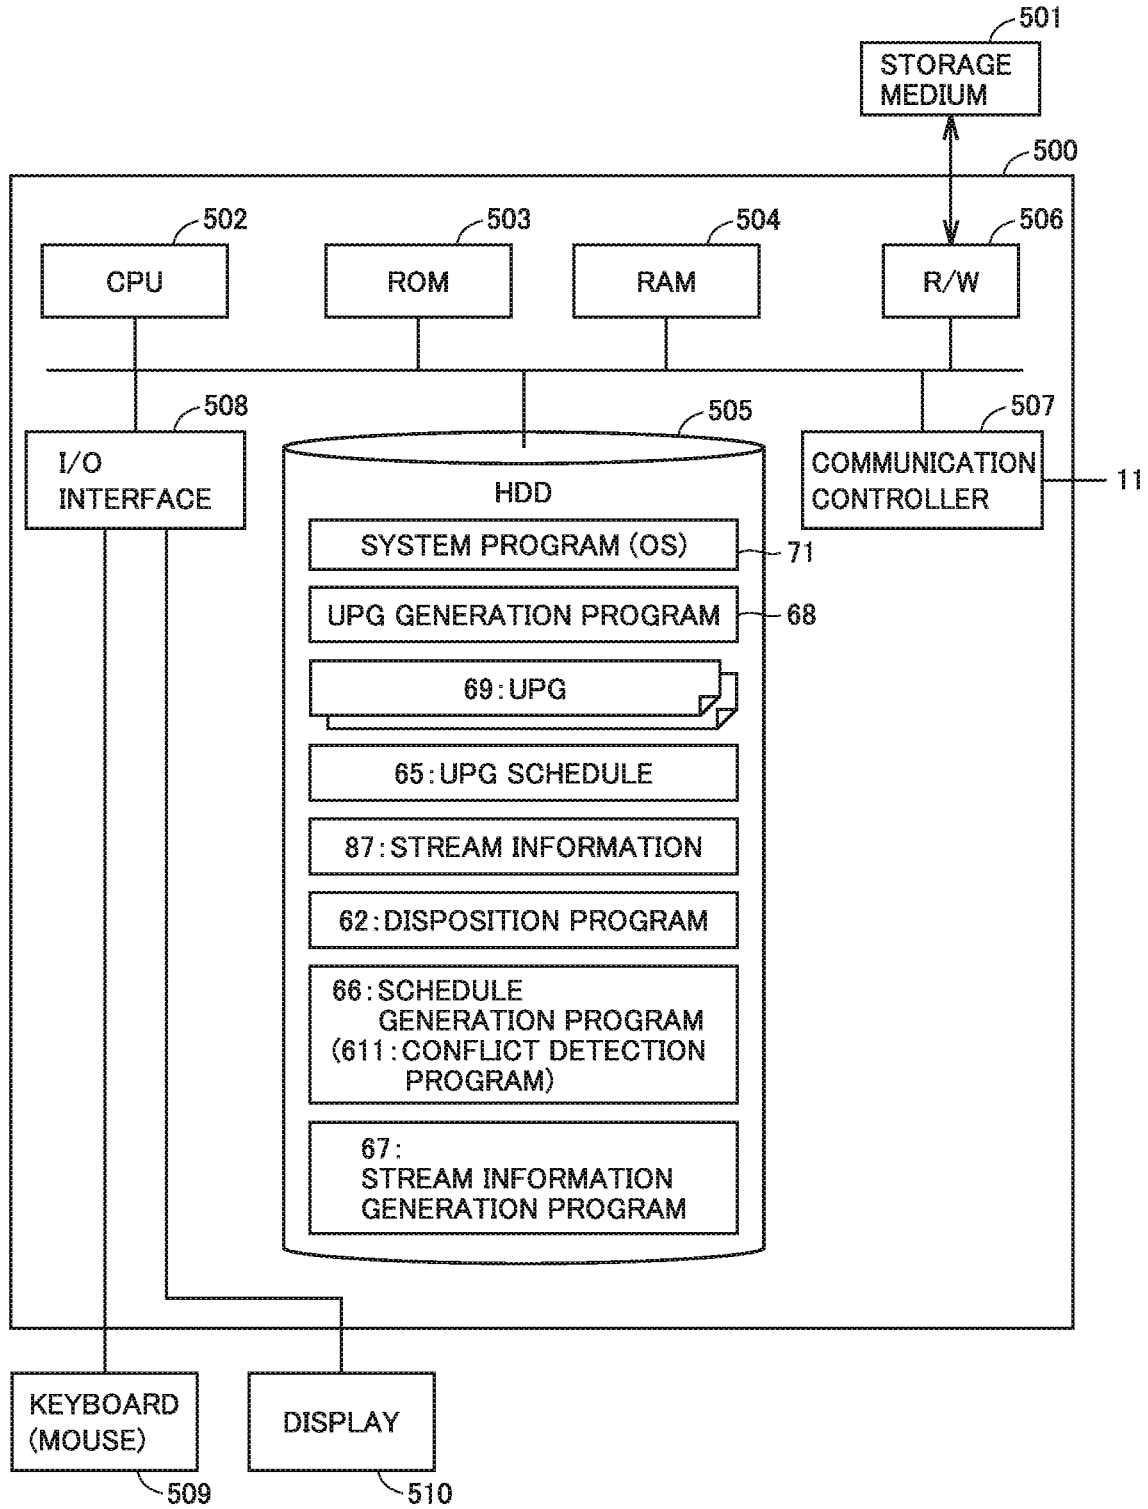 501
STORAGE
MEDIUM
500
502
503
504
506
CPU
ROM
RAM
R/W
508
505
507
I/O
INTERFACE
COMMUNICATION
CONTROLLER
11
HDD
SYSTEM PROGRAM (OS)
71
UPG GENERATION PROGRAM
68
69:UPG
65:UPG SCHEDULE
87:STREAM INFORMATION
62:DISPOSITION PROGRAM
66:SCHEDULE
GENERATION PROGRAM
(611:CONFLICT DETECTION
PROGRAM)
67:
STREAM INFORMATION
GENERATION PROGRAM
KEYBOARD
(MOUSE)
DISPLAY
509
510